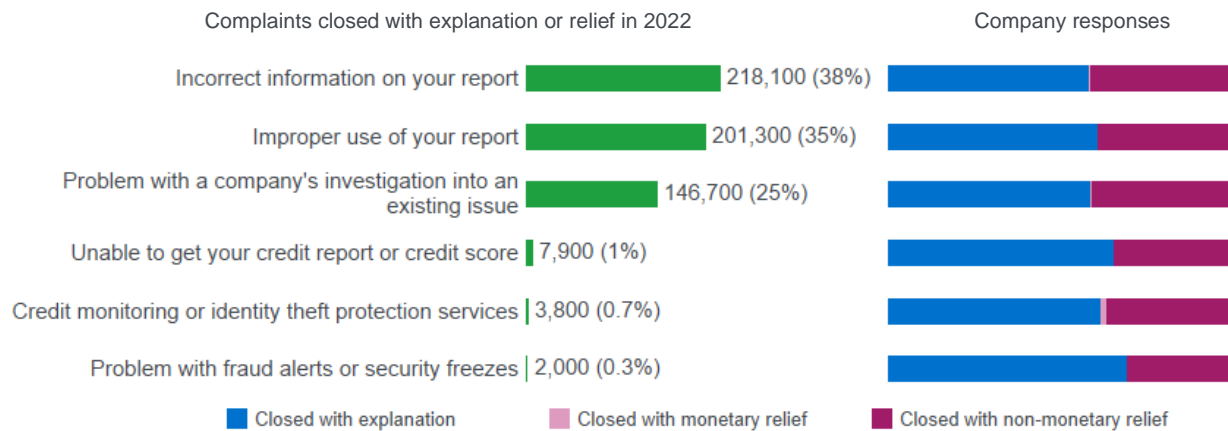 Complaints closed with explanation or relief in 2022
Company responses
Incorrect information on your report 218,100 (38%)
Improper use of your report 201,300 (35%)
Problem with a company's investigation into an
existing issue 146,700 (25%)
Unable to get your credit report or credit score 7,900 (1%)
Credit monitoring or identity theft protection services 3,800 (0.7%)
Problem with fraud alerts or security freezes 2,000 (0.3%)
Closed with explanation Closed with monetary relief Closed with non-monetary relief